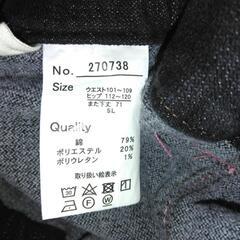 No. 270738
Size ウエスト101~109
ヒップ 112~120
また下丈 71
5L
Quality
綿 79%
ポリエステル 20%
ポリウレタン 1%
取り扱い絵表示